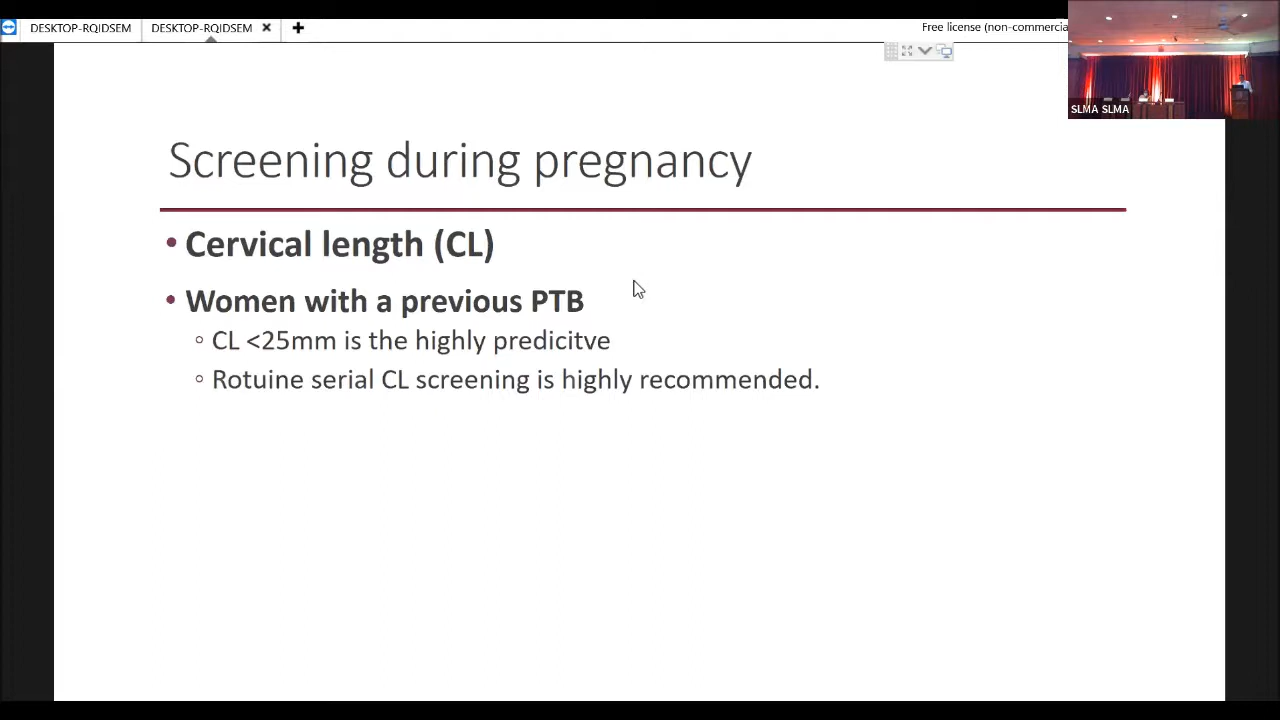 DESKTOP-RQIDSEM
DESKTOP-RQIDSEM
Free license (non-commercia
SLMA SLMA
Screening during pregnancy
• Cervical length (CL)
• Women with a previous PTB
◦ CL <25mm is the highly predicitve
◦ Rotuine serial CL screening is highly recommended.